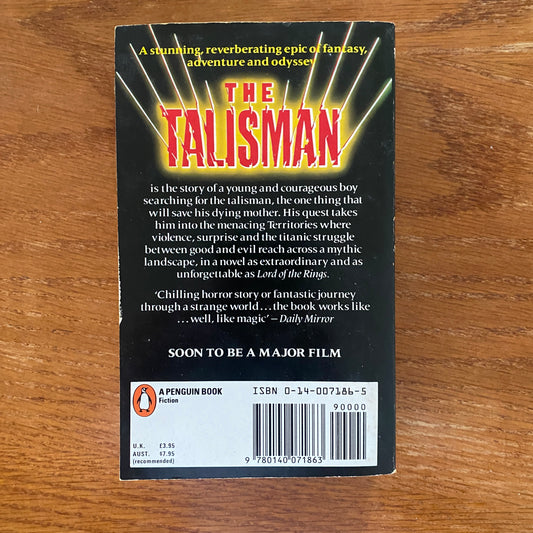 A stunning, reverberating epic of fantasy,
adventure and odyssey
THE
TALISMAN
is the story of a young and courageous boy
searching for the talisman, the one thing that
will save his dying mother. His quest takes
him into the menacing Territories where
violence, surprise and the titanic struggle
between good and evil reach across a mythic
landscape, in a novel as extraordinary and as
unforgettable as Lord of the Rings.
‘Chilling horror story or fantastic journey
through a strange world ... the book works like
... well, like magic’ – Daily Mirror
SOON TO BE A MAJOR FILM
A PENGUIN BOOK
Fiction
ISBN 0-14-007186-5
90000
U.K. £3.95
AUST. $7.95
(recommended)
9 780140 071863